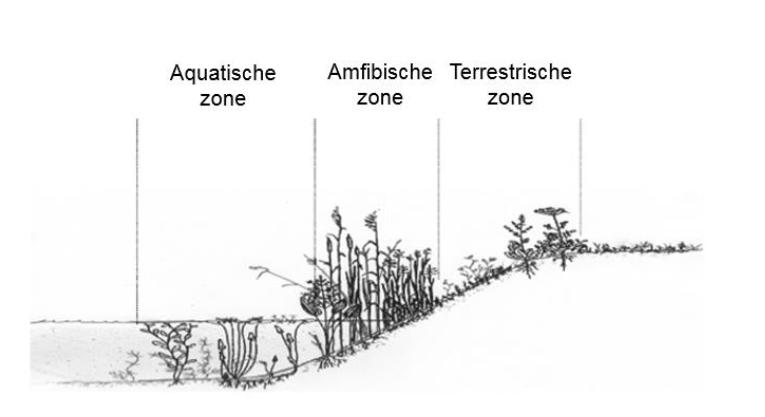 Aquatische
zone
Amfibische
zone
Terrestrische
zone